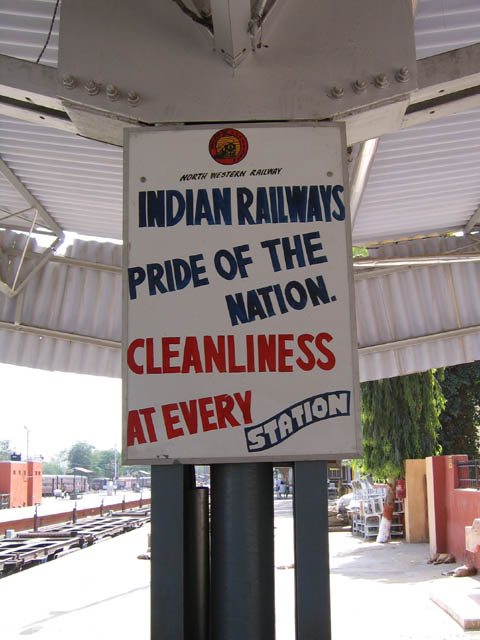 NORTH WESTERN RAILWAY
INDIAN RAILWAYS
PRIDE OF THE
NATION.
CLEANLINESS
AT EVERY
STATION